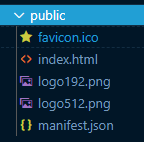 public
favicon.ico
index.html
logo192.png
logo512.png
manifest.json